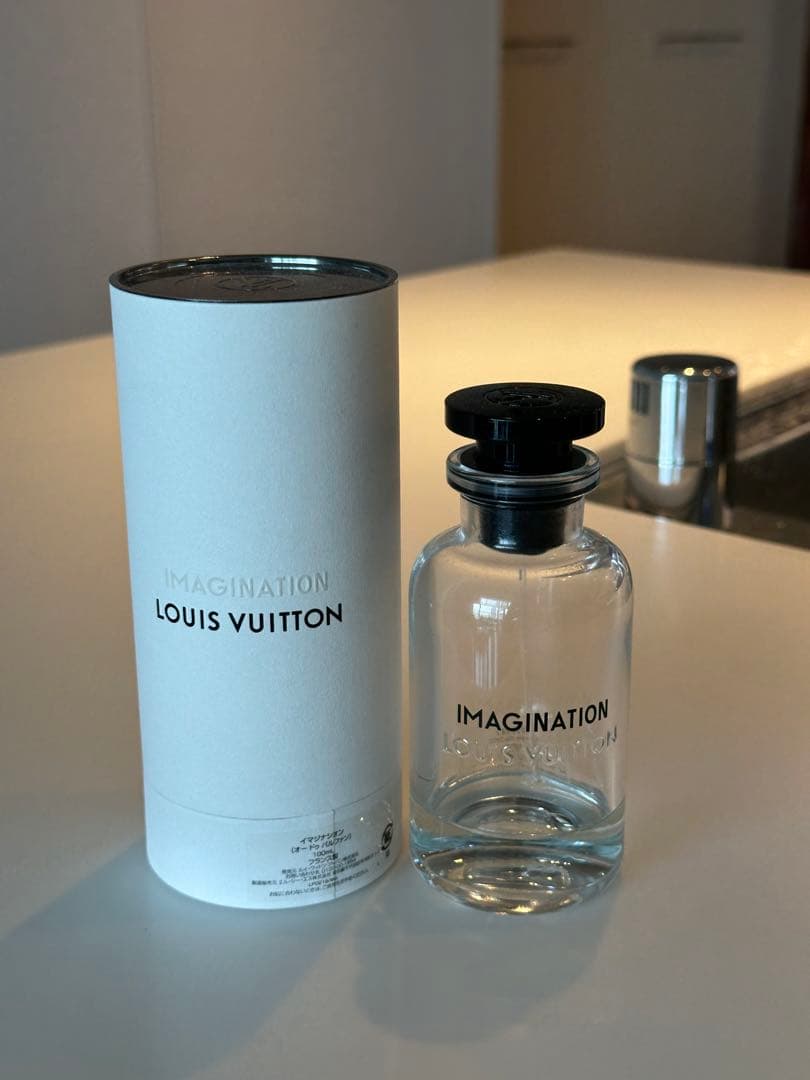 IMAGINATION
LOUIS VUITTON
イマジナシオン
(オー ドゥ パルファン)
100mL
フランス製
IMAGINATION
LOUIS VUITTON